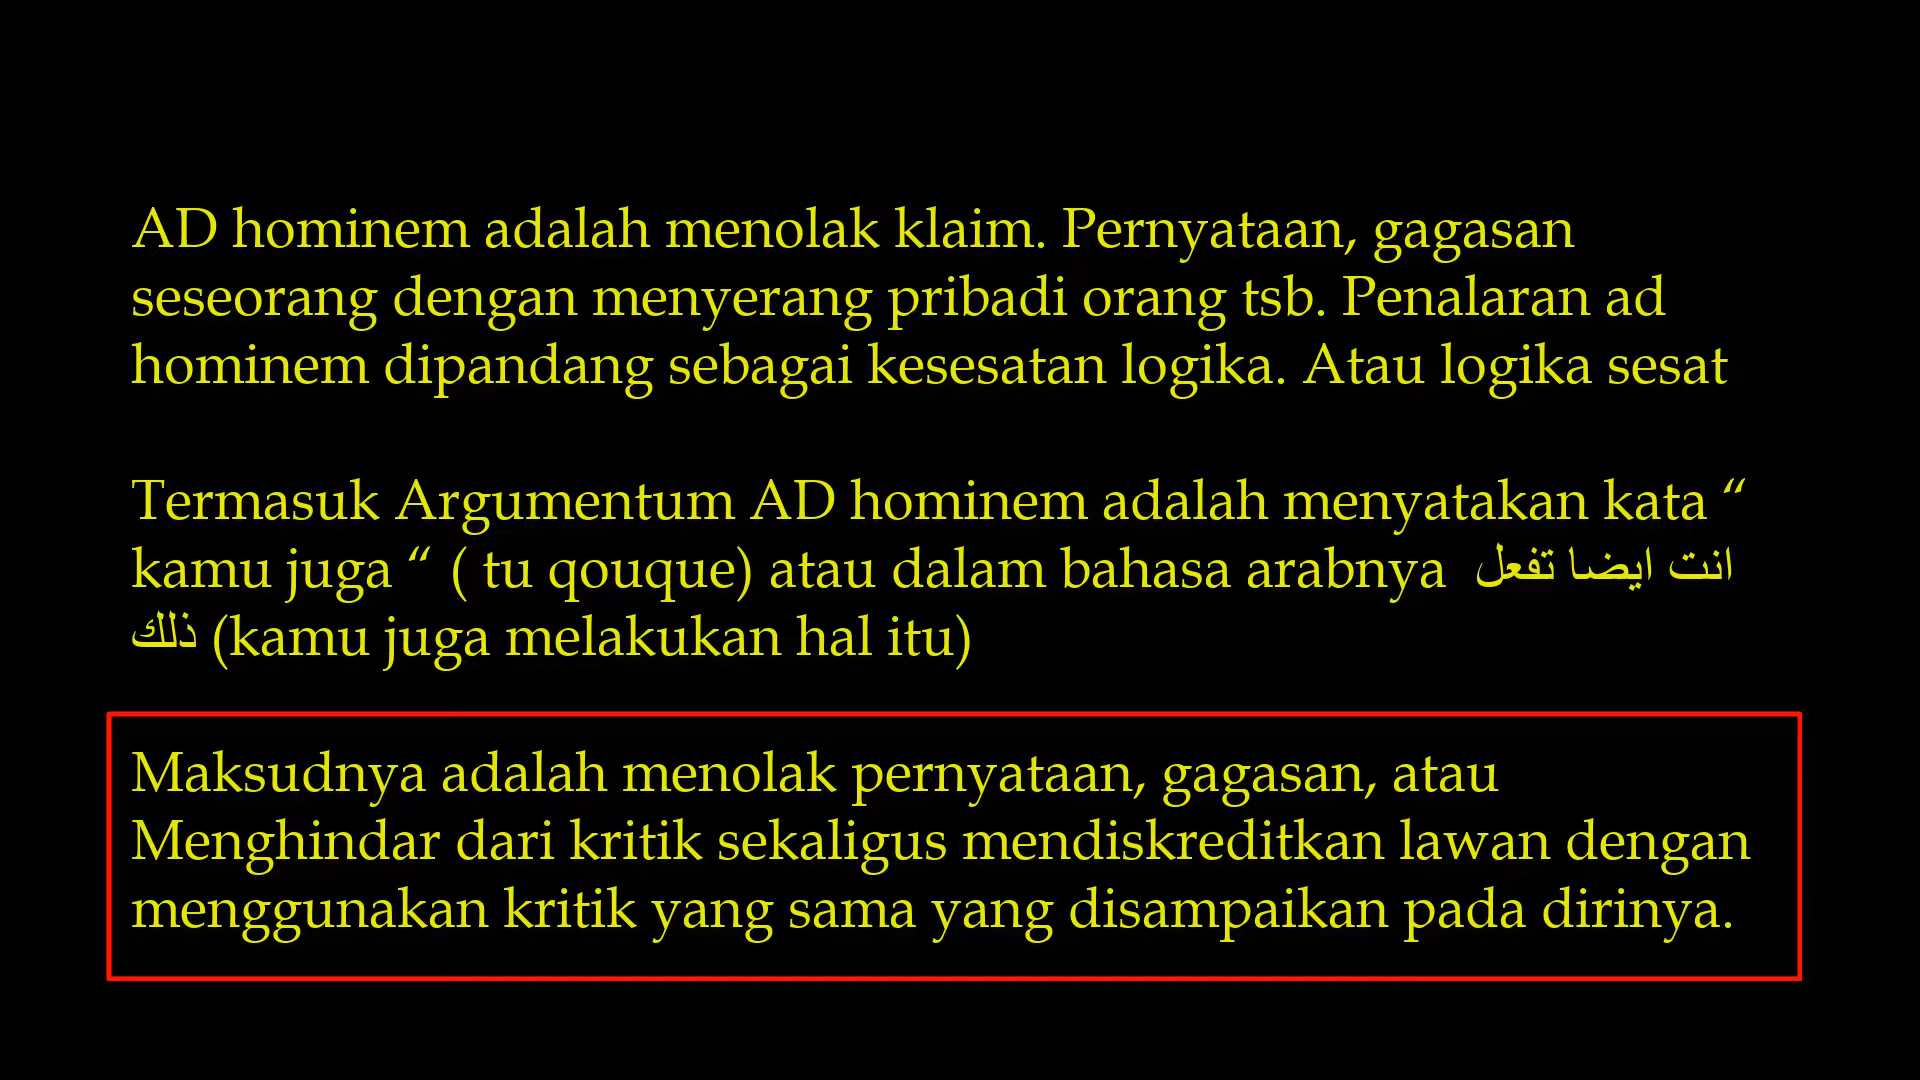 AD hominem adalah menolak klaim. Pernyataan, gagasan
seseorang dengan menyerang pribadi orang tsb. Penalaran ad
hominem dipandang sebagai kesesatan logika. Atau logika sesat
Termasuk Argumentum AD hominem adalah menyatakan kata “
kamu juga “ ( tu qouque) atau dalam bahasa arabnya انت ايضا تفعل
ذلك (kamu juga melakukan hal itu)
Maksudnya adalah menolak pernyataan, gagasan, atau
Menghindar dari kritik sekaligus mendiskreditkan lawan dengan
menggunakan kritik yang sama yang disampaikan pada dirinya.